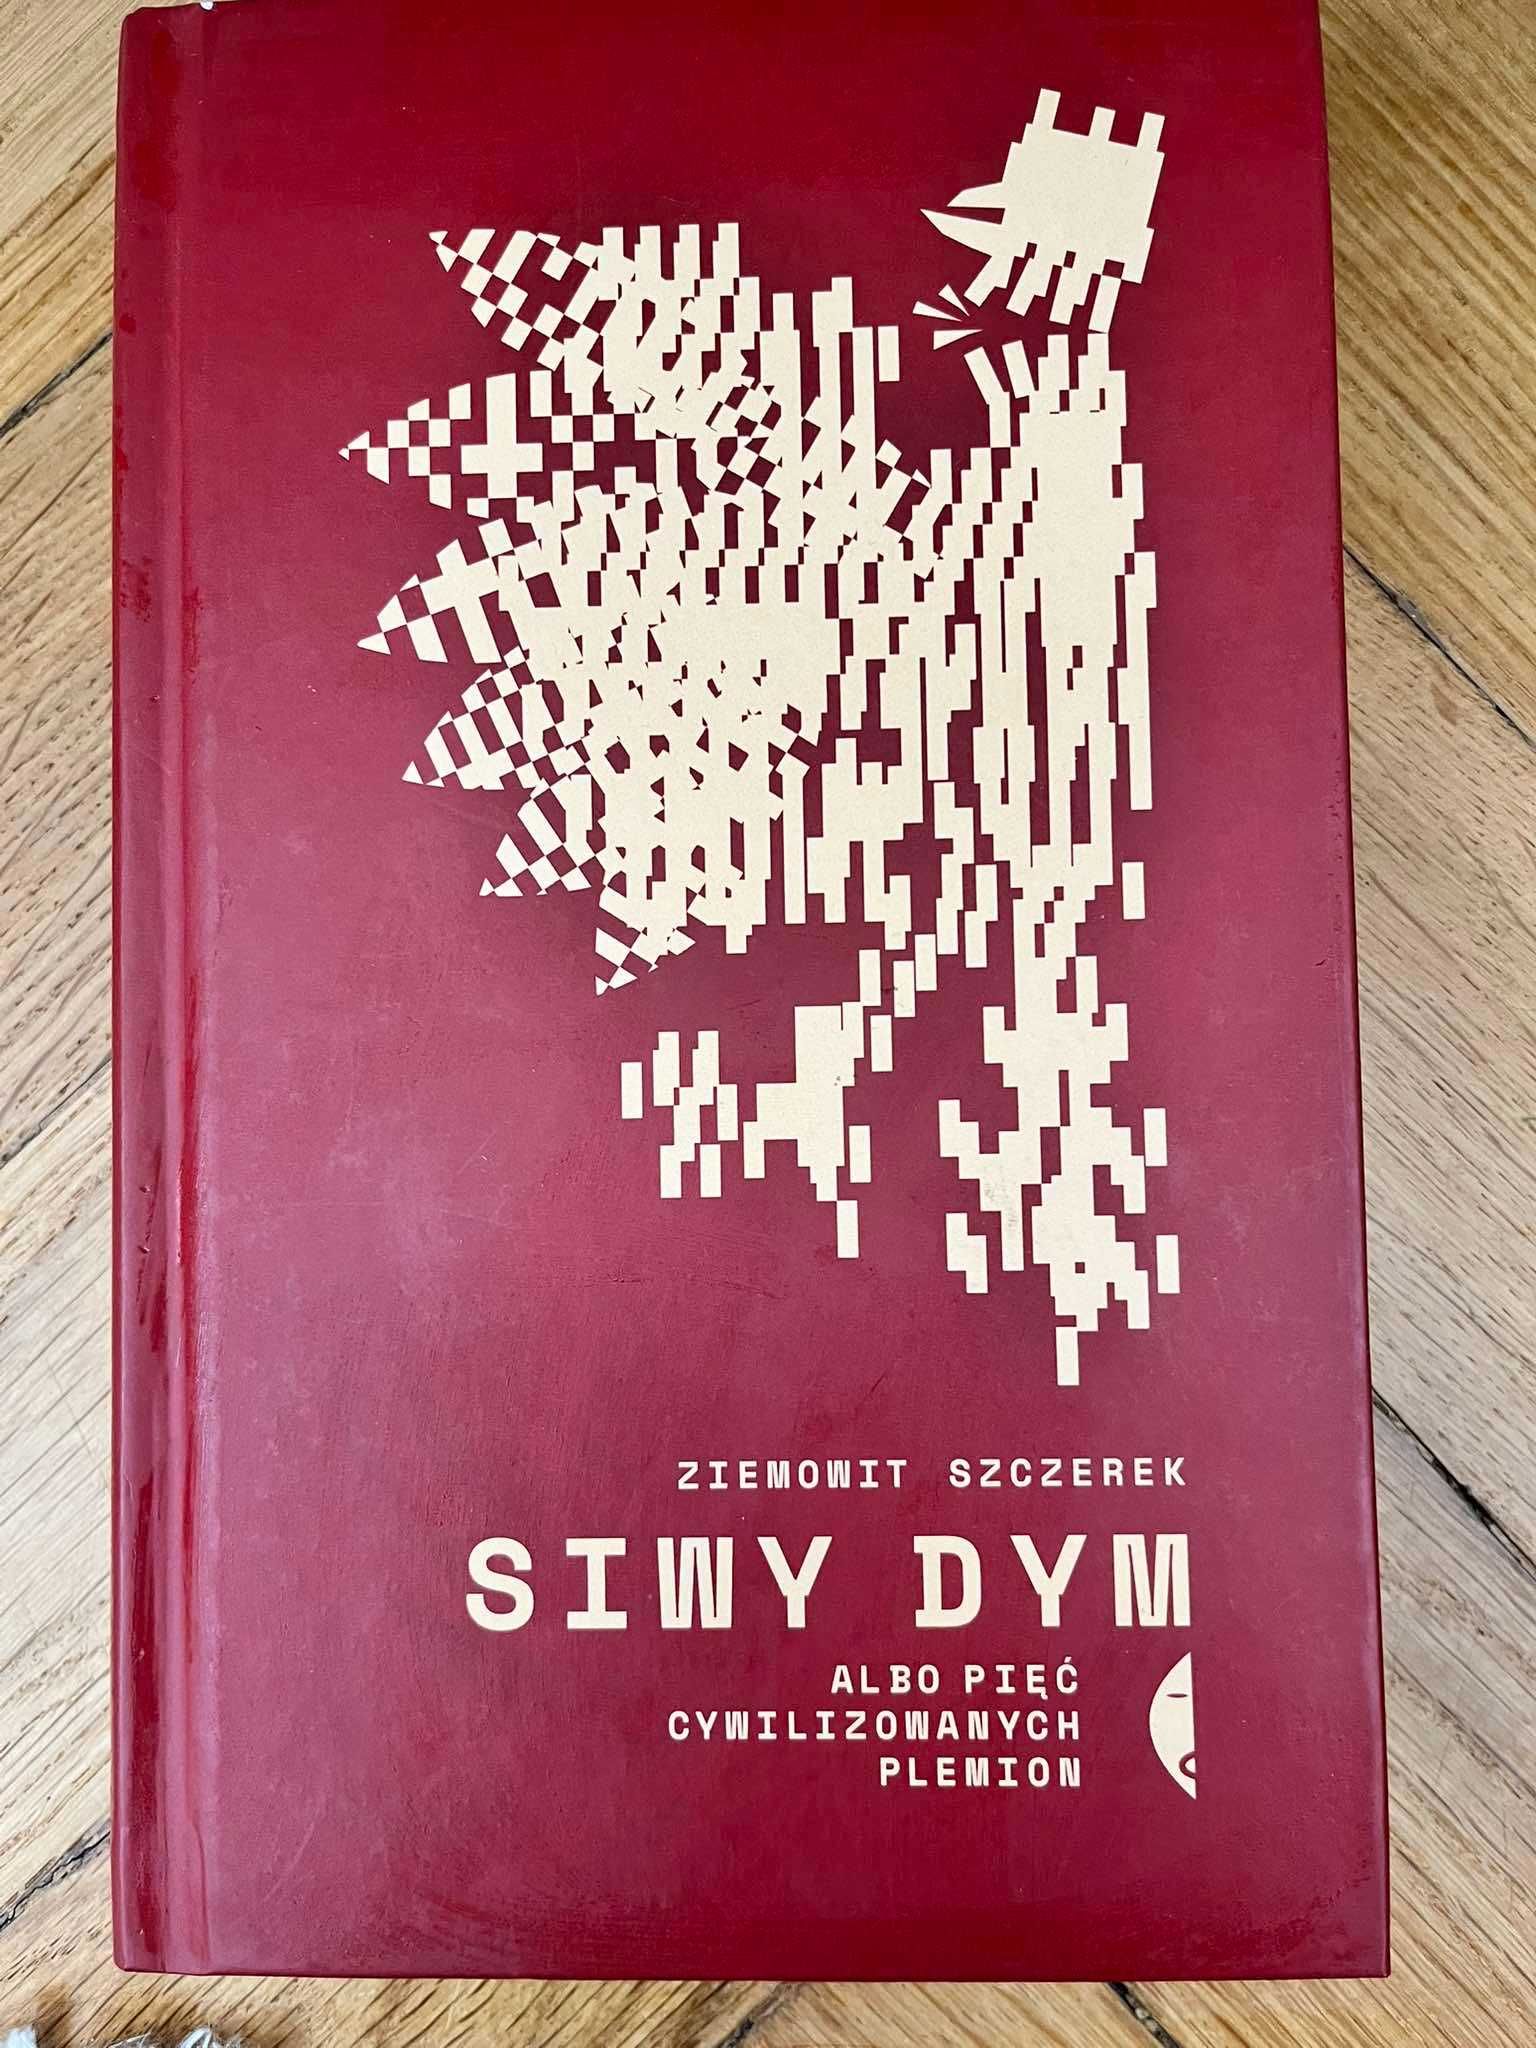 ZIEMOWIT SZCZEREK
SIWY DYM
ALBO PIĘĆ
CYWILIZOWANYCH
PLEMION